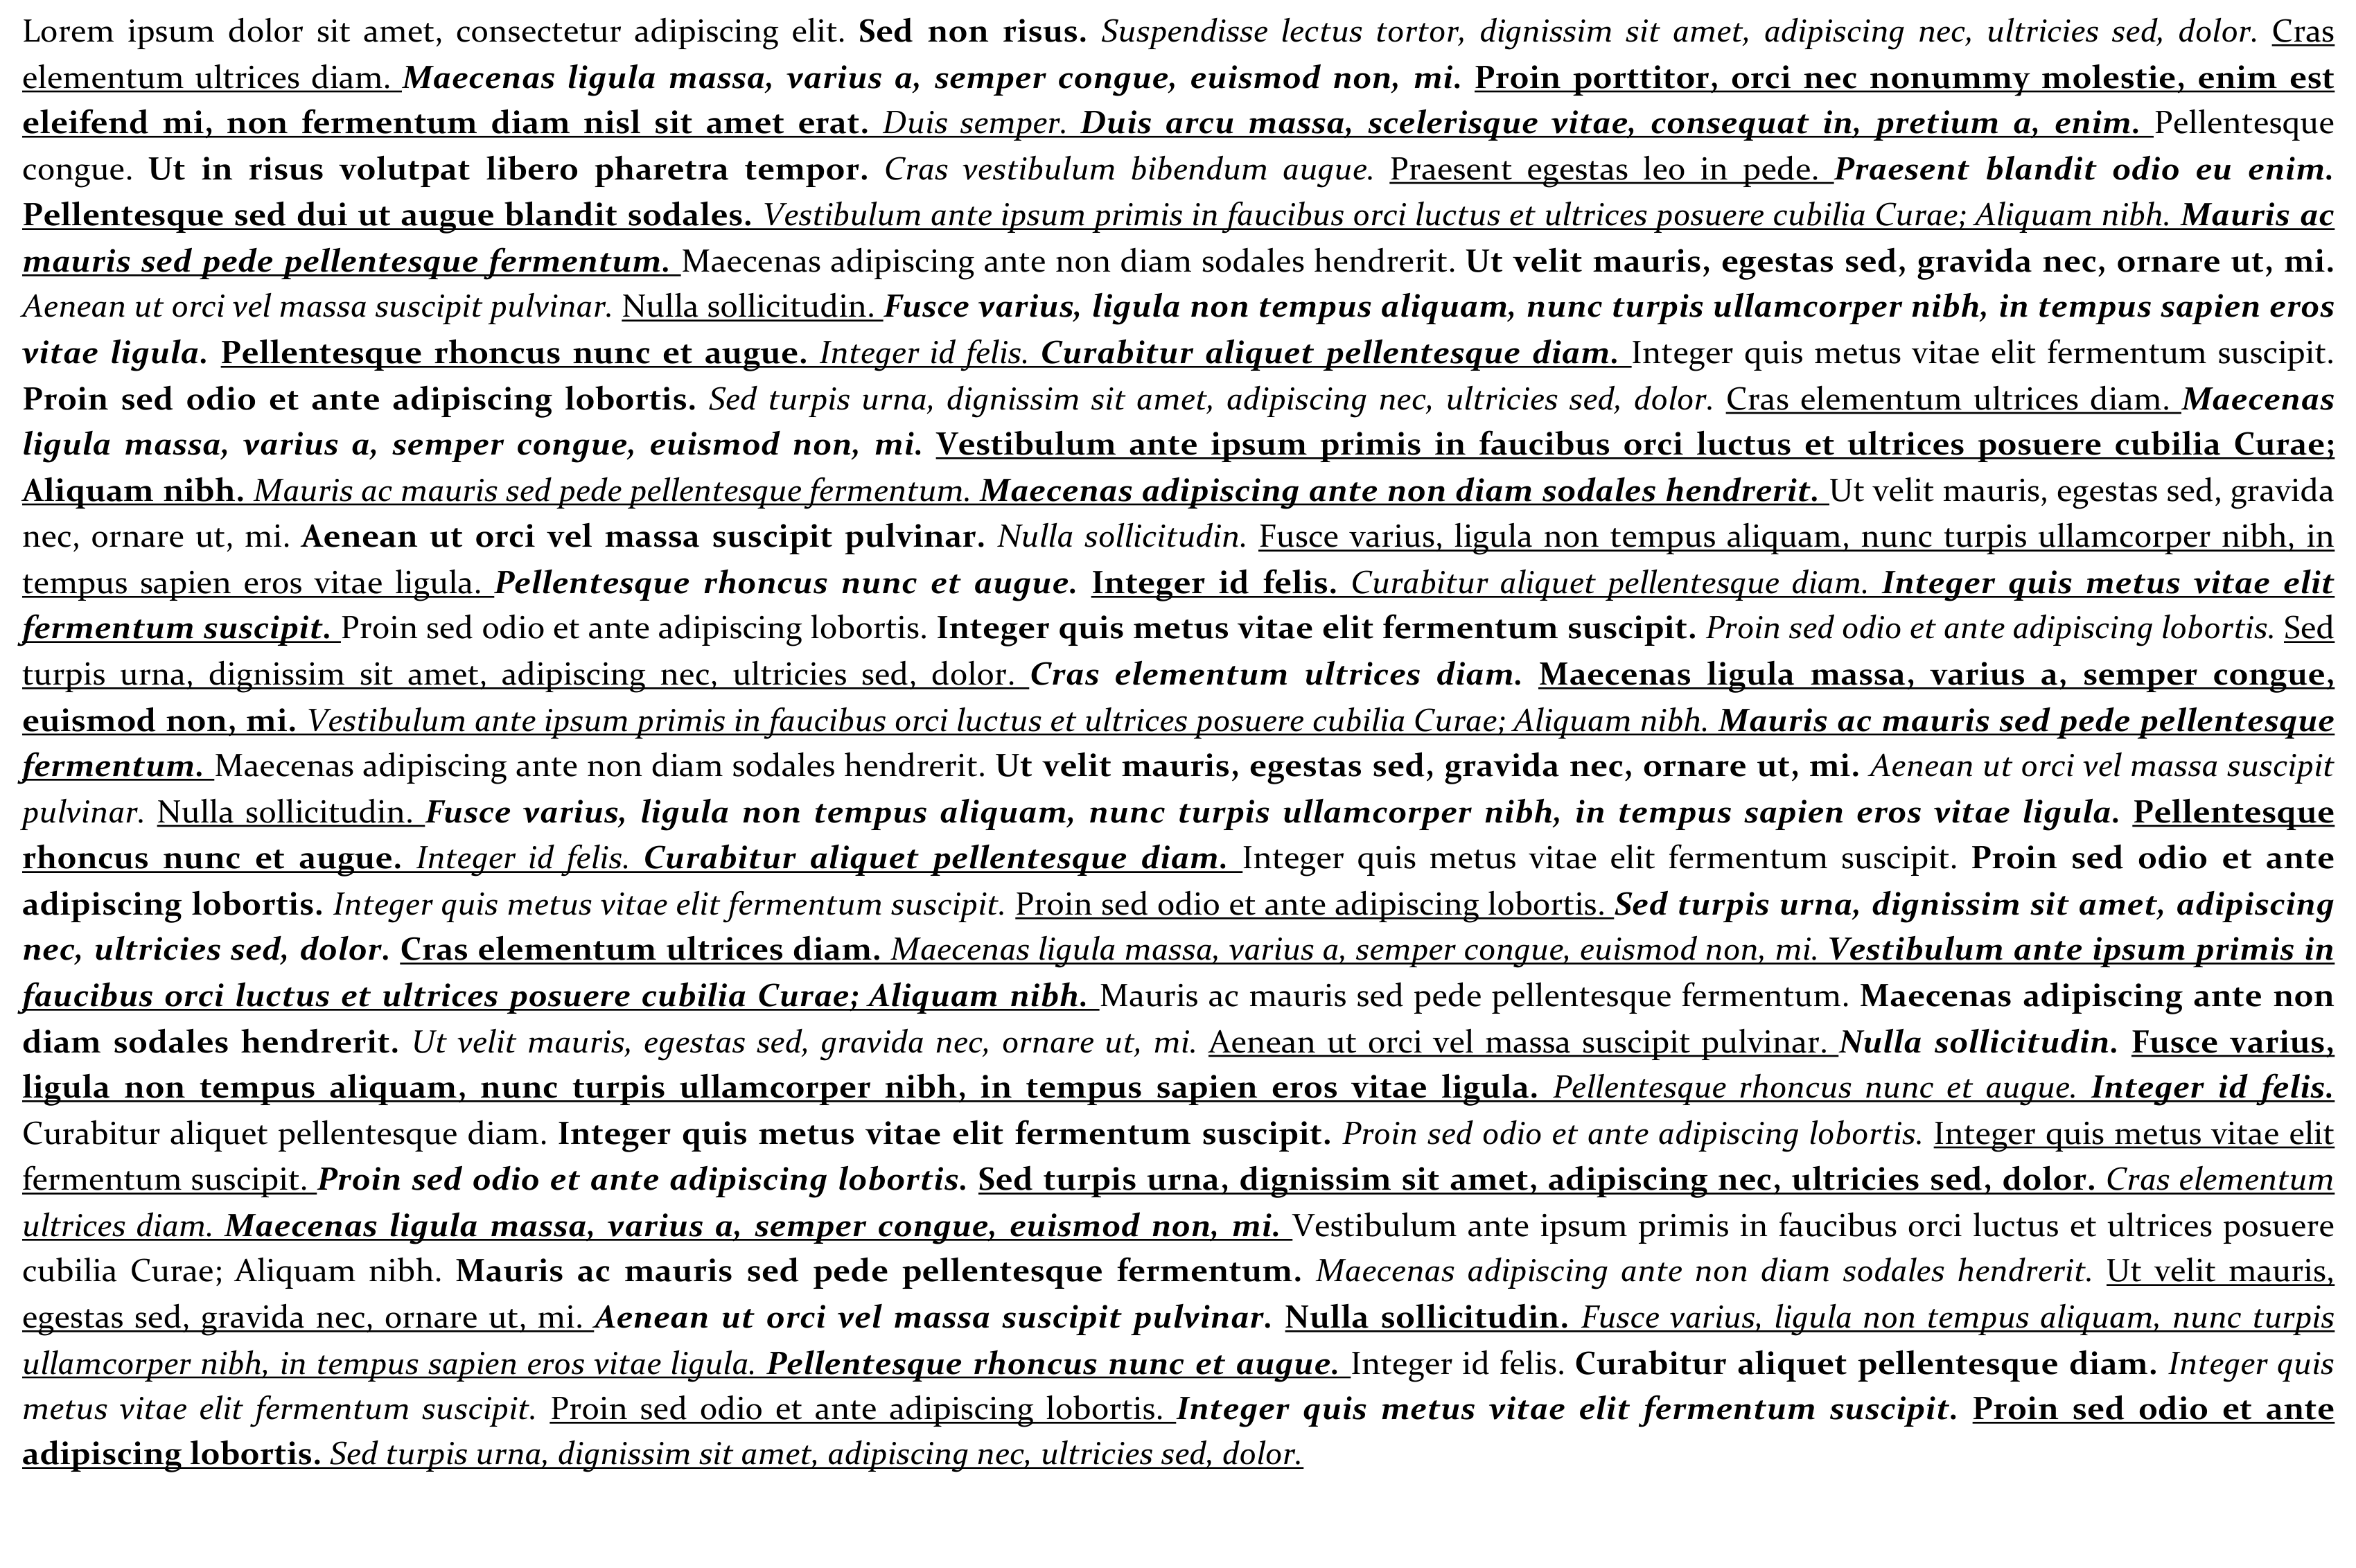 Lorem ipsum dolor sit amet, consectetur adipiscing elit. Sed non risus. Suspendisse lectus tortor, dignissim sit amet, adipiscing nec, ultricies sed, dolor. Cras
elementum ultrices diam. Maecenas ligula massa, varius a, semper congue, euismod non, mi. Proin porttitor, orci nec nonummy molestie, enim est
eleifend mi, non fermentum diam nisl sit amet erat. Duis semper. Duis arcu massa, scelerisque vitae, consequat in, pretium a, enim. Pellentesque
congue. Ut in risus volutpat libero pharetra tempor. Cras vestibulum bibendum augue. Praesent egestas leo in pede. Praesent blandit odio eu enim.
Pellentesque sed dui ut augue blandit sodales. Vestibulum ante ipsum primis in faucibus orci luctus et ultrices posuere cubilia Curae; Aliquam nibh. Mauris ac
mauris sed pede pellentesque fermentum. Maecenas adipiscing ante non diam sodales hendrerit. Ut velit mauris, egestas sed, gravida nec, ornare ut, mi.
Aenean ut orci vel massa suscipit pulvinar. Nulla sollicitudin. Fusce varius, ligula non tempus aliquam, nunc turpis ullamcorper nibh, in tempus sapien eros
vitae ligula. Pellentesque rhoncus nunc et augue. Integer id felis. Curabitur aliquet pellentesque diam. Integer quis metus vitae elit fermentum suscipit.
Proin sed odio et ante adipiscing lobortis. Sed turpis urna, dignissim sit amet, adipiscing nec, ultricies sed, dolor. Cras elementum ultrices diam. Maecenas
ligula massa, varius a, semper congue, euismod non, mi. Vestibulum ante ipsum primis in faucibus orci luctus et ultrices posuere cubilia Curae;
Aliquam nibh. Mauris ac mauris sed pede pellentesque fermentum. Maecenas adipiscing ante non diam sodales hendrerit. Ut velit mauris, egestas sed, gravida
nec, ornare ut, mi. Aenean ut orci vel massa suscipit pulvinar. Nulla sollicitudin. Fusce varius, ligula non tempus aliquam, nunc turpis ullamcorper nibh, in
tempus sapien eros vitae ligula. Pellentesque rhoncus nunc et augue. Integer id felis. Curabitur aliquet pellentesque diam. Integer quis metus vitae elit
fermentum suscipit. Proin sed odio et ante adipiscing lobortis. Integer quis metus vitae elit fermentum suscipit. Proin sed odio et ante adipiscing lobortis. Sed
turpis urna, dignissim sit amet, adipiscing nec, ultricies sed, dolor. Cras elementum ultrices diam. Maecenas ligula massa, varius a, semper congue,
euismod non, mi. Vestibulum ante ipsum primis in faucibus orci luctus et ultrices posuere cubilia Curae; Aliquam nibh. Mauris ac mauris sed pede pellentesque
fermentum. Maecenas adipiscing ante non diam sodales hendrerit. Ut velit mauris, egestas sed, gravida nec, ornare ut, mi. Aenean ut orci vel massa suscipit
pulvinar. Nulla sollicitudin. Fusce varius, ligula non tempus aliquam, nunc turpis ullamcorper nibh, in tempus sapien eros vitae ligula. Pellentesque
rhoncus nunc et augue. Integer id felis. Curabitur aliquet pellentesque diam. Integer quis metus vitae elit fermentum suscipit. Proin sed odio et ante
adipiscing lobortis. Integer quis metus vitae elit fermentum suscipit. Proin sed odio et ante adipiscing lobortis. Sed turpis urna, dignissim sit amet, adipiscing
nec, ultricies sed, dolor. Cras elementum ultrices diam. Maecenas ligula massa, varius a, semper congue, euismod non, mi. Vestibulum ante ipsum primis in
faucibus orci luctus et ultrices posuere cubilia Curae; Aliquam nibh. Mauris ac mauris sed pede pellentesque fermentum. Maecenas adipiscing ante non
diam sodales hendrerit. Ut velit mauris, egestas sed, gravida nec, ornare ut, mi. Aenean ut orci vel massa suscipit pulvinar. Nulla sollicitudin. Fusce varius,
ligula non tempus aliquam, nunc turpis ullamcorper nibh, in tempus sapien eros vitae ligula. Pellentesque rhoncus nunc et augue. Integer id felis.
Curabitur aliquet pellentesque diam. Integer quis metus vitae elit fermentum suscipit. Proin sed odio et ante adipiscing lobortis. Integer quis metus vitae elit
fermentum suscipit. Proin sed odio et ante adipiscing lobortis. Sed turpis urna, dignissim sit amet, adipiscing nec, ultricies sed, dolor. Cras elementum
ultrices diam. Maecenas ligula massa, varius a, semper congue, euismod non, mi. Vestibulum ante ipsum primis in faucibus orci luctus et ultrices posuere
cubilia Curae; Aliquam nibh. Mauris ac mauris sed pede pellentesque fermentum. Maecenas adipiscing ante non diam sodales hendrerit. Ut velit mauris,
egestas sed, gravida nec, ornare ut, mi. Aenean ut orci vel massa suscipit pulvinar. Nulla sollicitudin. Fusce varius, ligula non tempus aliquam, nunc turpis
ullamcorper nibh, in tempus sapien eros vitae ligula. Pellentesque rhoncus nunc et augue. Integer id felis. Curabitur aliquet pellentesque diam. Integer quis
metus vitae elit fermentum suscipit. Proin sed odio et ante adipiscing lobortis. Integer quis metus vitae elit fermentum suscipit. Proin sed odio et ante
adipiscing lobortis. Sed turpis urna, dignissim sit amet, adipiscing nec, ultricies sed, dolor.